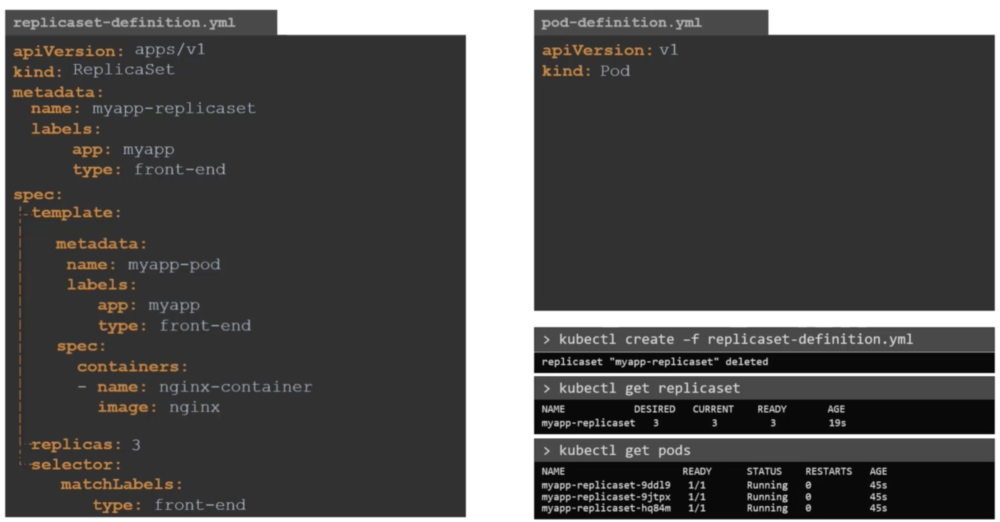 replicaset-definition.yml
apiVersion: apps/v1
kind: ReplicaSet
metadata:
name: myapp-replicaset
labels:
app: myapp
type: front-end
spec:
template:
metadata:
name: myapp-pod
labels:
app: myapp
type: front-end
spec:
containers:
- name: nginx-container
image: nginx
replicas: 3
selector:
matchLabels:
type: front-end
pod-definition.yml
apiVersion: v1
kind: Pod
> kubectl create –f replicaset-definition.yml
replicaset "myapp-replicaset" deleted
> kubectl get replicaset
NAME DESIRED CURRENT READY AGE
myapp-replicaset 3 3 3 19s
> kubectl get pods
NAME READY STATUS RESTARTS AGE
myapp-replicaset-9ddl9 1/1 Running 0 45s
myapp-replicaset-9jtpx 1/1 Running 0 45s
myapp-replicaset-hq84m 1/1 Running 0 45s